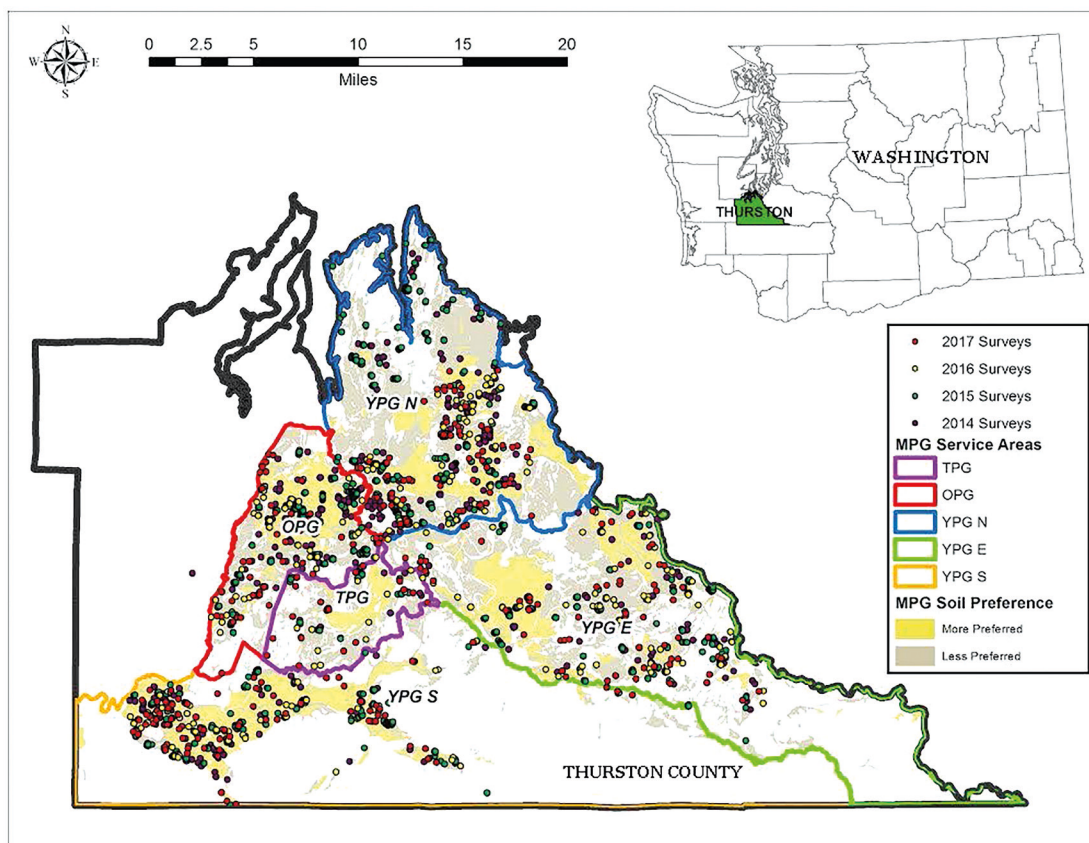 N
W E
S
0 2.5 5 10 15 20
Miles
WASHINGTON
THURSTON
2017 Surveys
2016 Surveys
2015 Surveys
2014 Surveys
MPG Service Areas
TPG
OPG
YPG N
YPG E
YPG S
MPG Soil Preference
More Preferred
Less Preferred
YPG N
OPG
TPG
YPG E
YPG S
THURSTON COUNTY